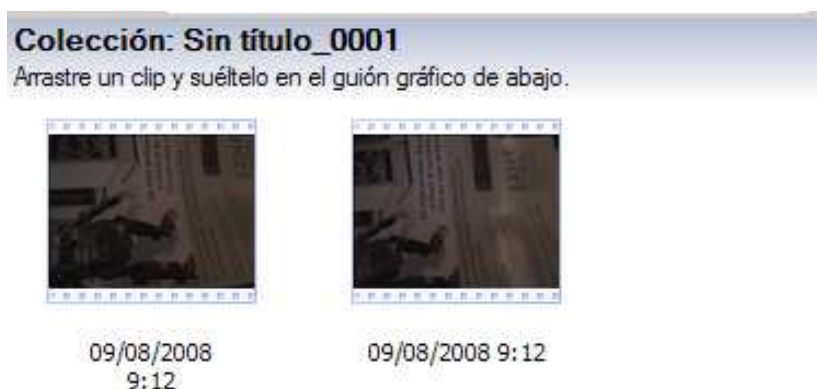 Colección: Sin título_0001
Arrastre un clip y suéltelo en el guión gráfico de abajo.
09/08/2008
9:12
09/08/2008 9:12